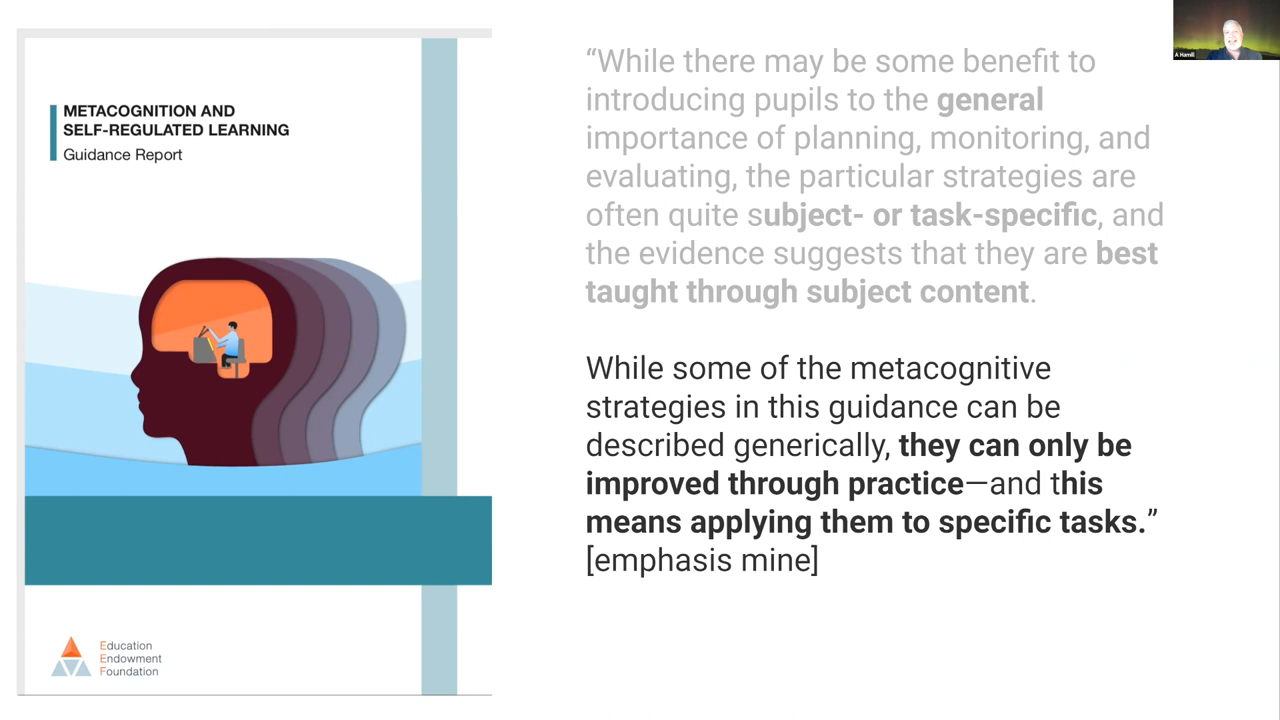 METACOGNITION AND
SELF-REGULATED LEARNING
Guidance Report
Education
Endowment
Foundation
“While there may be some benefit to
introducing pupils to the general
importance of planning, monitoring, and
evaluating, the particular strategies are
often quite subject- or task-specific, and
the evidence suggests that they are best
taught through subject content.
While some of the metacognitive
strategies in this guidance can be
described generically, they can only be
improved through practice—and this
means applying them to specific tasks.”
[emphasis mine]
A Hamill